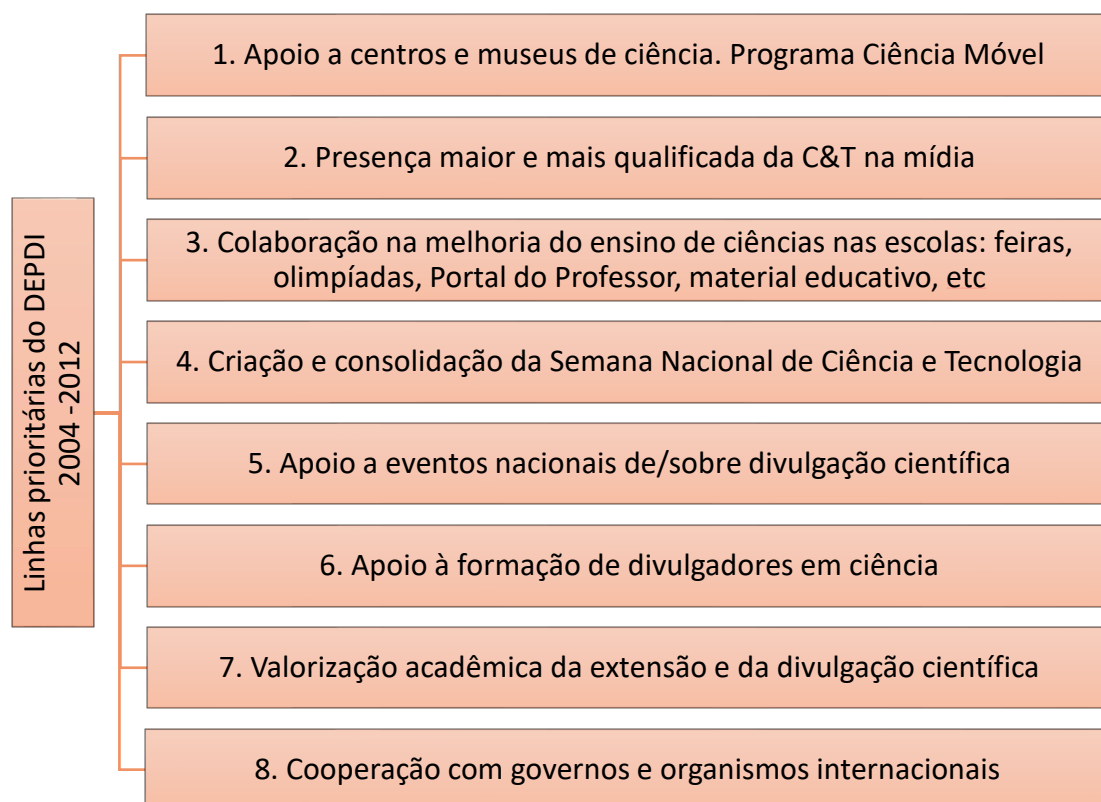 Linhas prioritárias do DEPDI
2004 -2012
1. Apoio a centros e museus de ciência. Programa Ciência Móvel
2. Presença maior e mais qualificada da C&T na mídia
3. Colaboração na melhoria do ensino de ciências nas escolas: feiras,
olimpíadas, Portal do Professor, material educativo, etc
4. Criação e consolidação da Semana Nacional de Ciência e Tecnologia
5. Apoio a eventos nacionais de/sobre divulgação científica
6. Apoio à formação de divulgadores em ciência
7. Valorização acadêmica da extensão e da divulgação científica
8. Cooperação com governos e organismos internacionais